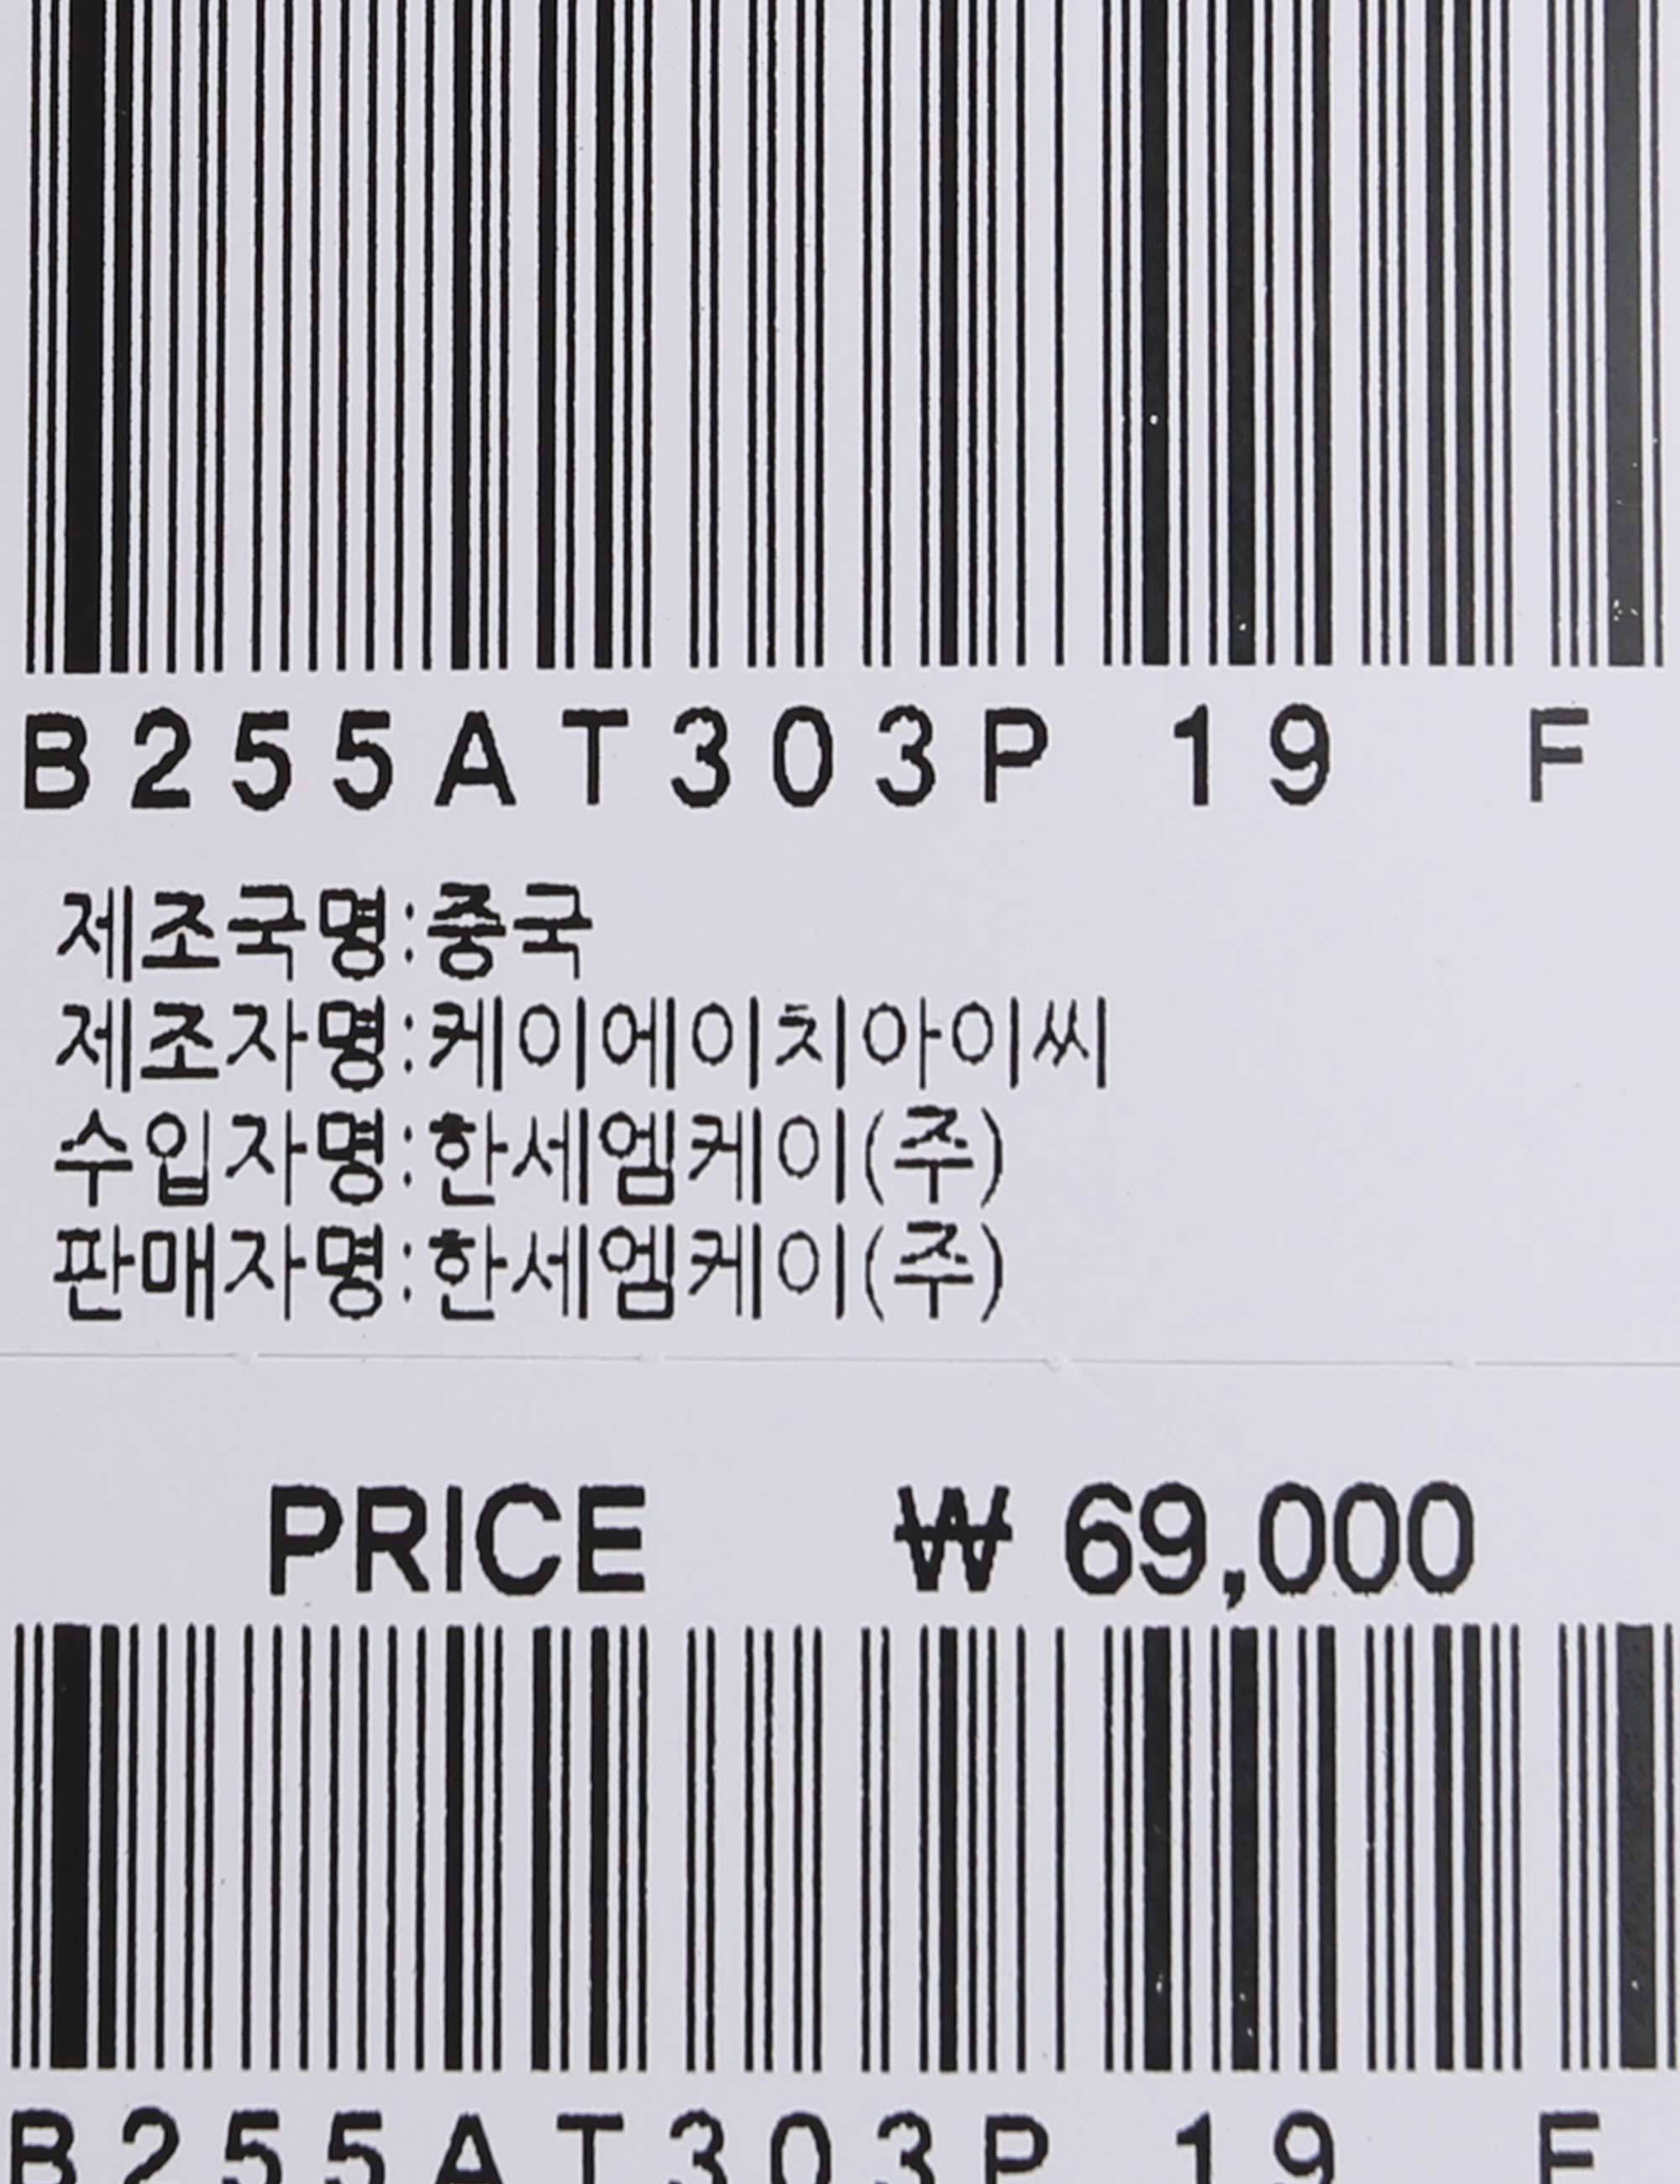 B255AT303P 19 F
제조국명:중국
제조자명:케이에이치아이씨
수입자명:한세엠케이(주)
판매자명:한세엠케이(주)
PRICE ₩ 69,000
B255AT303P 19 F